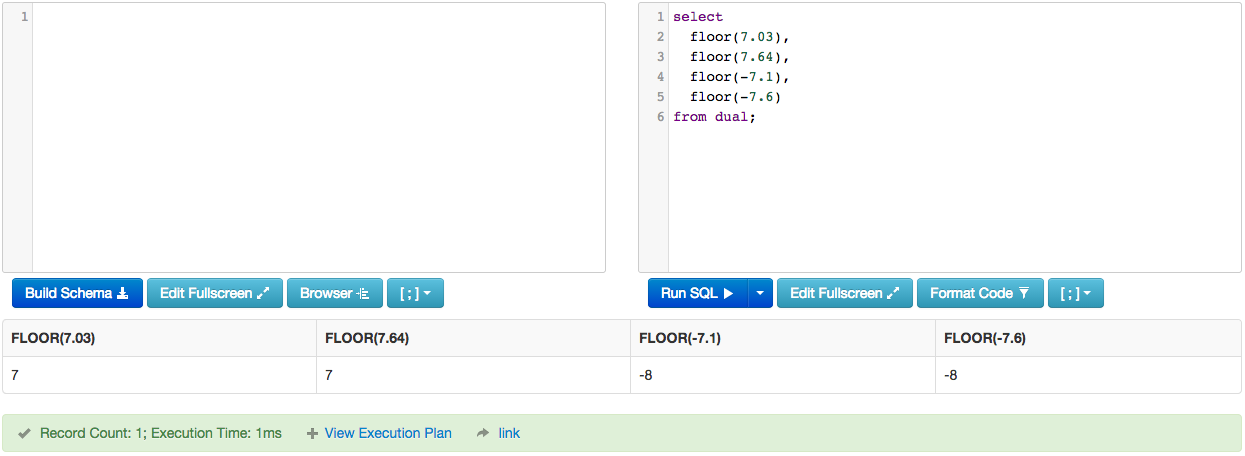 1
1 select
2 floor(7.03),
3 floor(7.64),
4 floor(-7.1),
5 floor(-7.6)
6 from dual;
Build Schema Edit Fullscreen Browser [ ; ] Run SQL Edit Fullscreen Format Code [ ; ]
FLOOR(7.03) FLOOR(7.64) FLOOR(-7.1) FLOOR(-7.6)
7 7 -8 -8
Record Count: 1; Execution Time: 1ms View Execution Plan link